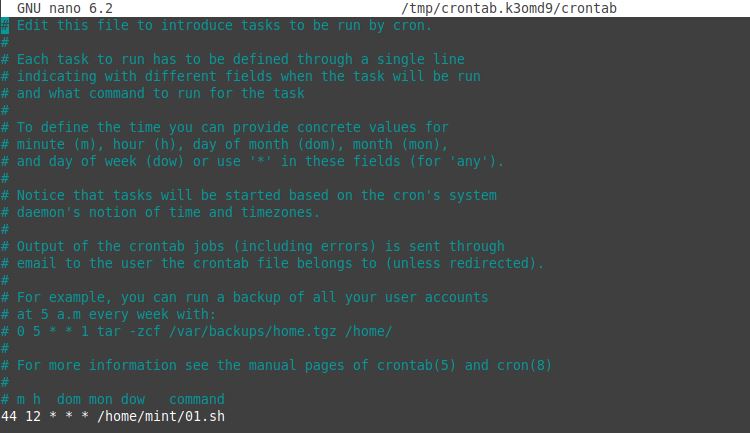 GNU nano 6.2 /tmp/crontab.k3omd9/crontab
# Edit this file to introduce tasks to be run by cron.
#
# Each task to run has to be defined through a single line
# indicating with different fields when the task will be run
# and what command to run for the task
#
# To define the time you can provide concrete values for
# minute (m), hour (h), day of month (dom), month (mon),
# and day of week (dow) or use '*' in these fields (for 'any').
#
# Notice that tasks will be started based on the cron's system
# daemon's notion of time and timezones.
#
# Output of the crontab jobs (including errors) is sent through
# email to the user the crontab file belongs to (unless redirected).
#
# For example, you can run a backup of all your user accounts
# at 5 a.m every week with:
# 0 5 * * 1 tar -zcf /var/backups/home.tgz /home/
#
# For more information see the manual pages of crontab(5) and cron(8)
#
# m h  dom mon dow   command
44 12 * * * /home/mint/01.sh